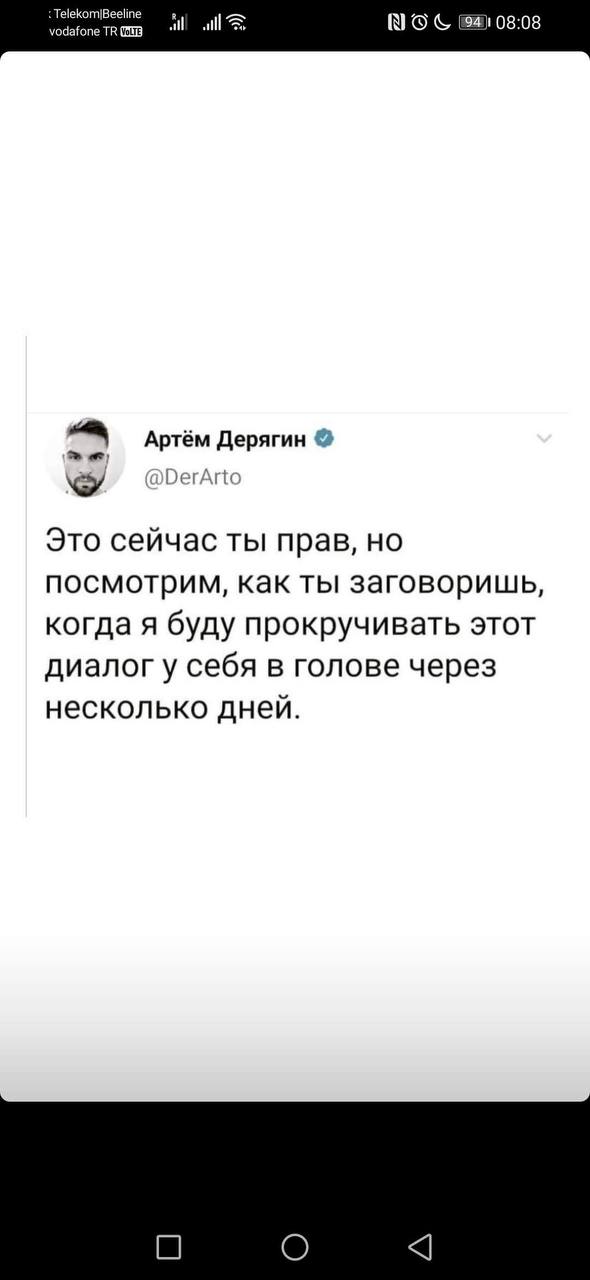 : Telekom|Beeline
vodafone TR VoLTE
R
94 08:08
Артём Дерягин
@DerArto
Это сейчас ты прав, но
посмотрим, как ты заговоришь,
когда я буду прокручивать этот
диалог у себя в голове через
несколько дней.